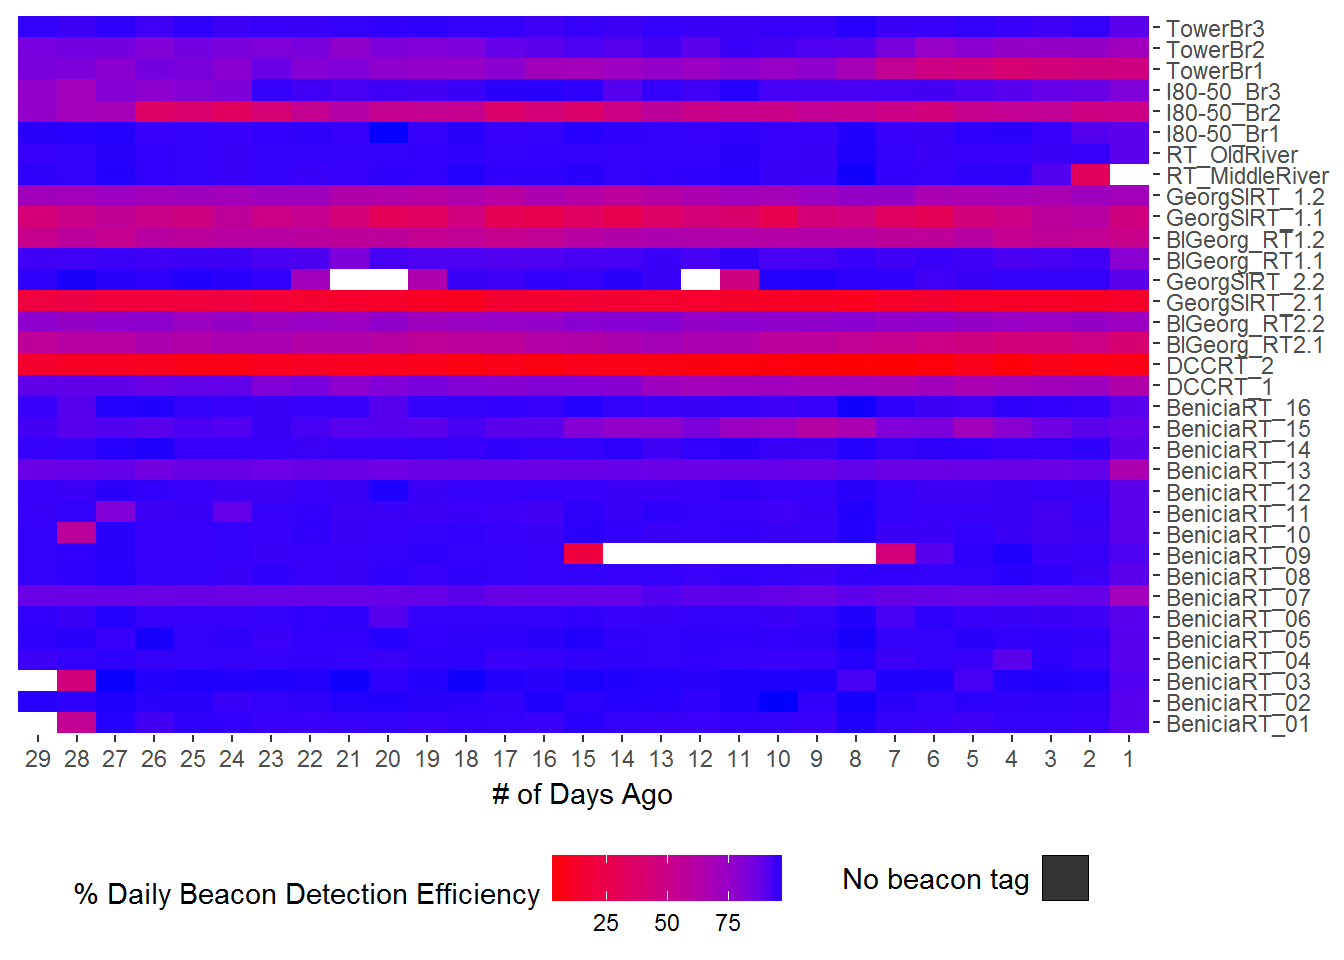 TowerBr3
TowerBr2
TowerBr1
I80-50_Br3
I80-50_Br2
I80-50_Br1
RT_OldRiver
RT_MiddleRiver
GeorgSlRT_1.2
GeorgSlRT_1.1
BlGeorg_RT1.2
BlGeorg_RT1.1
GeorgSlRT_2.2
GeorgSlRT_2.1
BlGeorg_RT2.2
BlGeorg_RT2.1
DCCRT_2
DCCRT_1
BeniciaRT_16
BeniciaRT_15
BeniciaRT_14
BeniciaRT_13
BeniciaRT_12
BeniciaRT_11
BeniciaRT_10
BeniciaRT_09
BeniciaRT_08
BeniciaRT_07
BeniciaRT_06
BeniciaRT_05
BeniciaRT_04
BeniciaRT_03
BeniciaRT_02
BeniciaRT_01
29 28 27 26 25 24 23 22 21 20 19 18 17 16 15 14 13 12 11 10 9 8 7 6 5 4 3 2 1
# of Days Ago
% Daily Beacon Detection Efficiency
25 50 75
No beacon tag